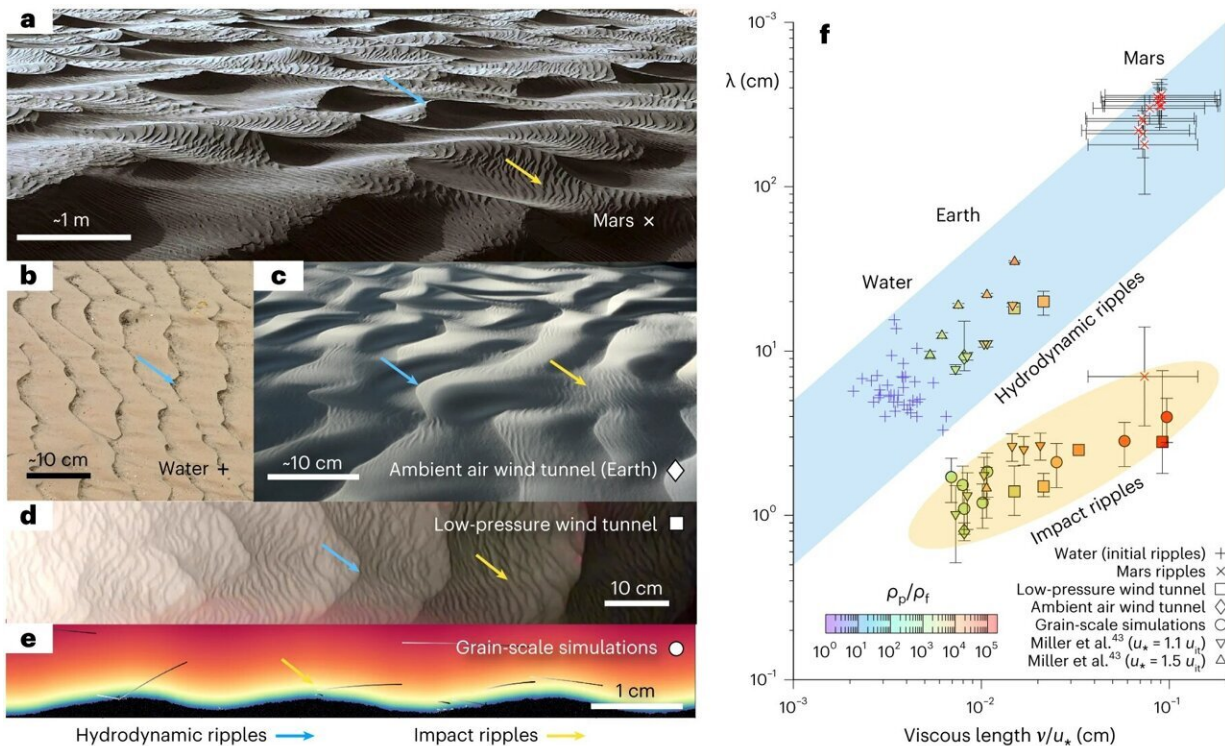 a
~1 m
Mars ×
b
~10 cm
Water +
c
~10 cm
Ambient air wind tunnel (Earth)
d
Low-pressure wind tunnel
10 cm
e
Grain-scale simulations
1 cm
Hydrodynamic ripples
Impact ripples
f
λ (cm)
10⁻³
10²
10¹
10⁰
10⁻¹
Mars
Earth
Water
Hydrodynamic ripples
Impact ripples
ρp/ρf
10⁰ 10¹ 10² 10³ 10⁴ 10⁵
Water (initial ripples) +
Mars ripples ×
Low-pressure wind tunnel □
Ambient air wind tunnel ◇
Grain-scale simulations ○
Miller et al.⁴³ (u* = 1.1 uit) ▽
Miller et al.⁴³ (u* = 1.5 uit) △
10⁻³ 10⁻² 10⁻¹
Viscous length ν/u* (cm)